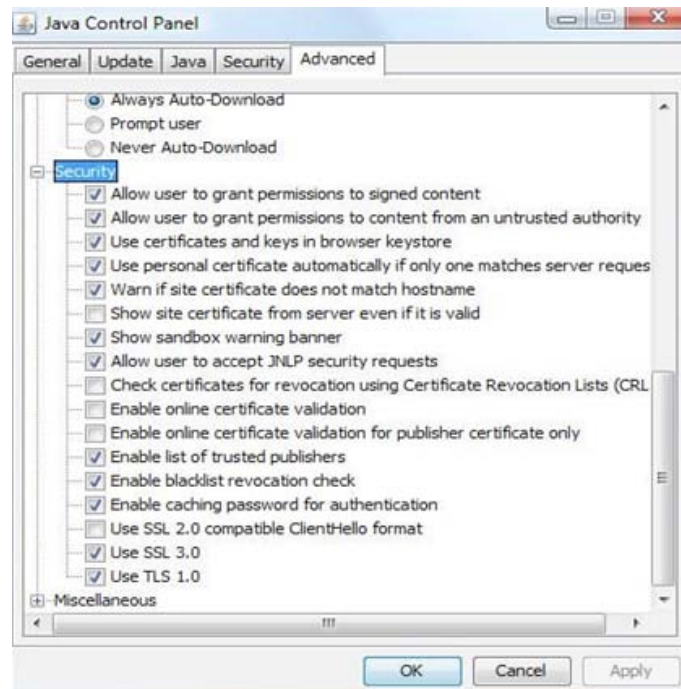 Java Control Panel
General Update Java Security Advanced
Always Auto-Download
Prompt user
Never Auto-Download
Security
Allow user to grant permissions to signed content
Allow user to grant permissions to content from an untrusted authority
Use certificates and keys in browser keystore
Use personal certificate automatically if only one matches server reques
Warn if site certificate does not match hostname
Show site certificate from server even if it is valid
Show sandbox warning banner
Allow user to accept JNLP security requests
Check certificates for revocation using Certificate Revocation Lists (CRL
Enable online certificate validation
Enable online certificate validation for publisher certificate only
Enable list of trusted publishers
Enable blacklist revocation check
Enable caching password for authentication
Use SSL 2.0 compatible ClientHello format
Use SSL 3.0
Use TLS 1.0
Miscellaneous
OK Cancel Apply